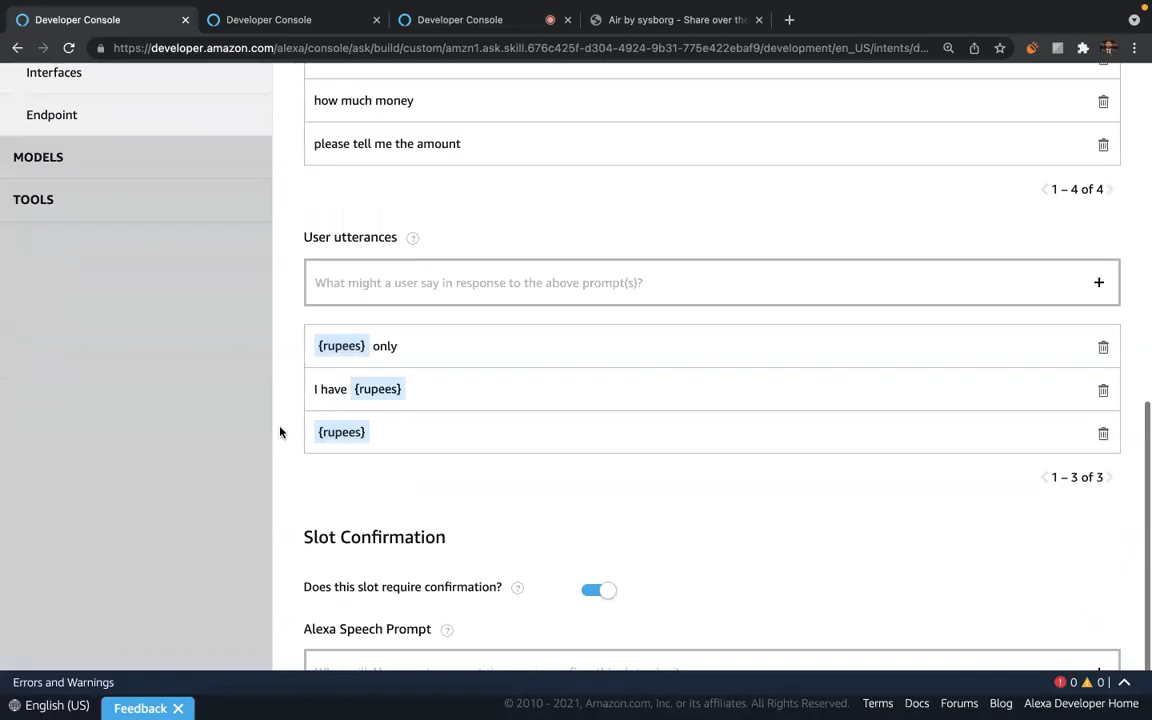 Developer Console
Developer Console
Developer Console
Air by sysborg - Share over the
https://developer.amazon.com/alexa/console/ask/build/custom/amzn1.ask.skill.676c425f-d304-4924-9b31-775e422ebaf9/development/en_US/intents/d...
Interfaces
Endpoint
MODELS
TOOLS
how much money
please tell me the amount
1 – 4 of 4
User utterances
What might a user say in response to the above prompt(s)?
{rupees} only
I have {rupees}
{rupees}
1 – 3 of 3
Slot Confirmation
Does this slot require confirmation?
Alexa Speech Prompt
Errors and Warnings
0 0
English (US)
Feedback
© 2010 - 2021, Amazon.com, Inc. or its affiliates. All Rights Reserved.
Terms Docs Forums Blog Alexa Developer Home